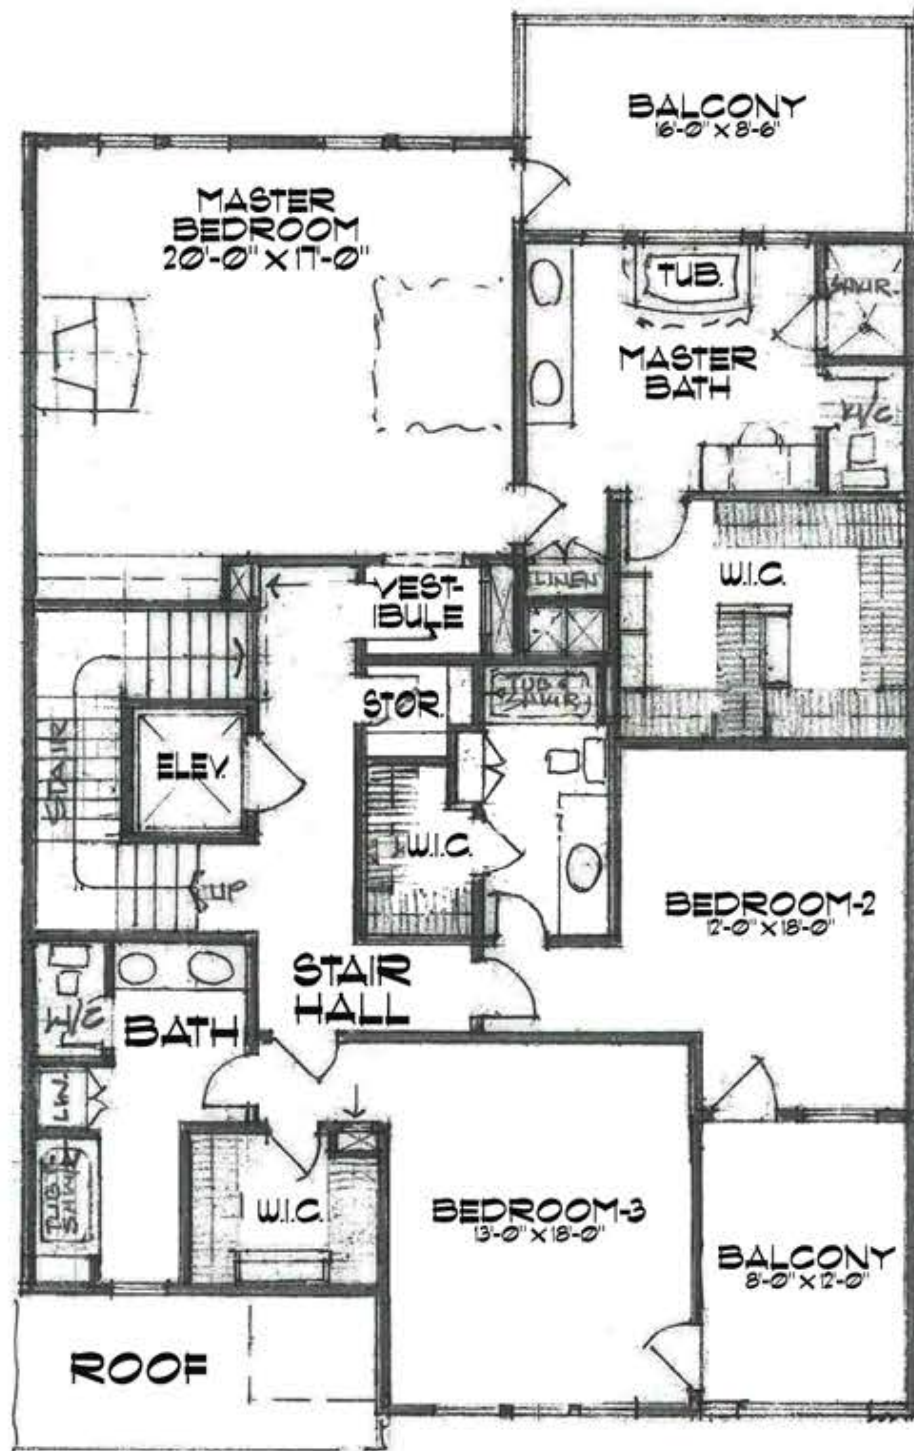 BALCONY
16'-0" X 8'-6"
MASTER
BEDROOM
20'-0" X 17'-0"
TUB.
SHWR.
MASTER
BATH
W/C
LINEN
W.I.C.
VEST-
IBULE
STOR.
TUB &
SHWR
STAIR
ELEV.
W.I.C.
UP
BEDROOM-2
12'-0" X 18'-0"
STAIR
HALL
W/C
BATH
LIN.
TUB &
SHWR
W.I.C.
BEDROOM-3
13'-0" X 18'-0"
BALCONY
8'-0" X 12'-0"
ROOF